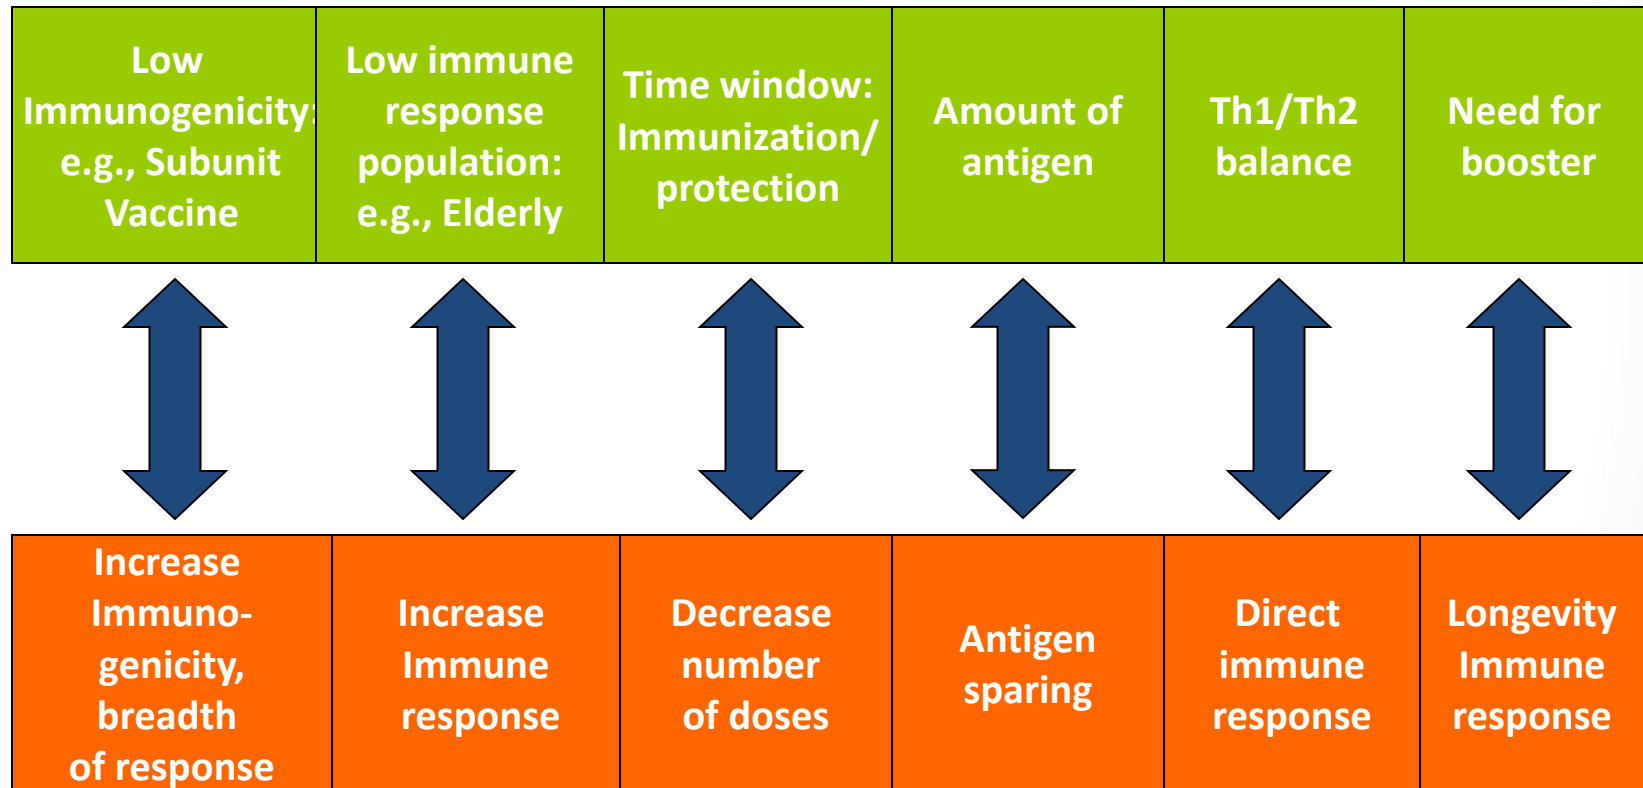 Low
Immunogenicity:
e.g., Subunit
Vaccine
Low immune
response
population:
e.g., Elderly
Time window:
Immunization/
protection
Amount of
antigen
Th1/Th2
balance
Need for
booster
Increase
Immuno-
genicity,
breadth
of response
Increase
Immune
response
Decrease
number
of doses
Antigen
sparing
Direct
immune
response
Longevity
Immune
response